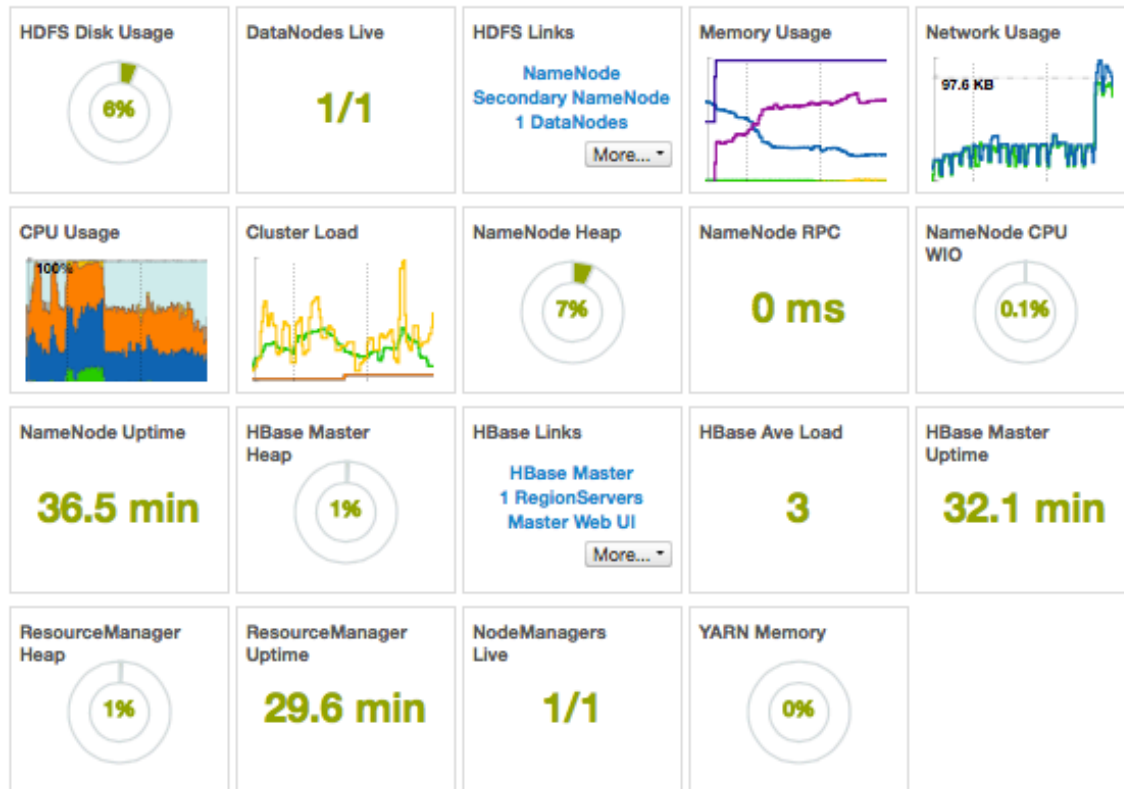 HDFS Disk Usage
6%
DataNodes Live
1/1
HDFS Links
NameNode
Secondary NameNode
1 DataNodes
More...
Memory Usage
Network Usage
97.6 KB
CPU Usage
100%
Cluster Load
NameNode Heap
7%
NameNode RPC
0 ms
NameNode CPU
WIO
0.1%
NameNode Uptime
36.5 min
HBase Master
Heap
1%
HBase Links
HBase Master
1 RegionServers
Master Web UI
More...
HBase Ave Load
3
HBase Master
Uptime
32.1 min
ResourceManager
Heap
1%
ResourceManager
Uptime
29.6 min
NodeManagers
Live
1/1
YARN Memory
0%